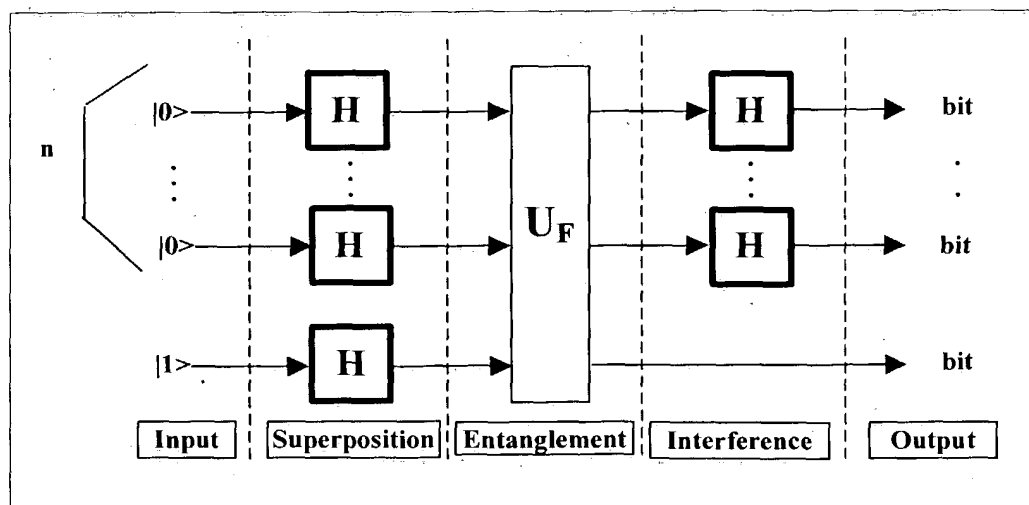 |0> H H bit
n
|0> H U_F H bit
|1> H bit
Input Superposition Entanglement Interference Output